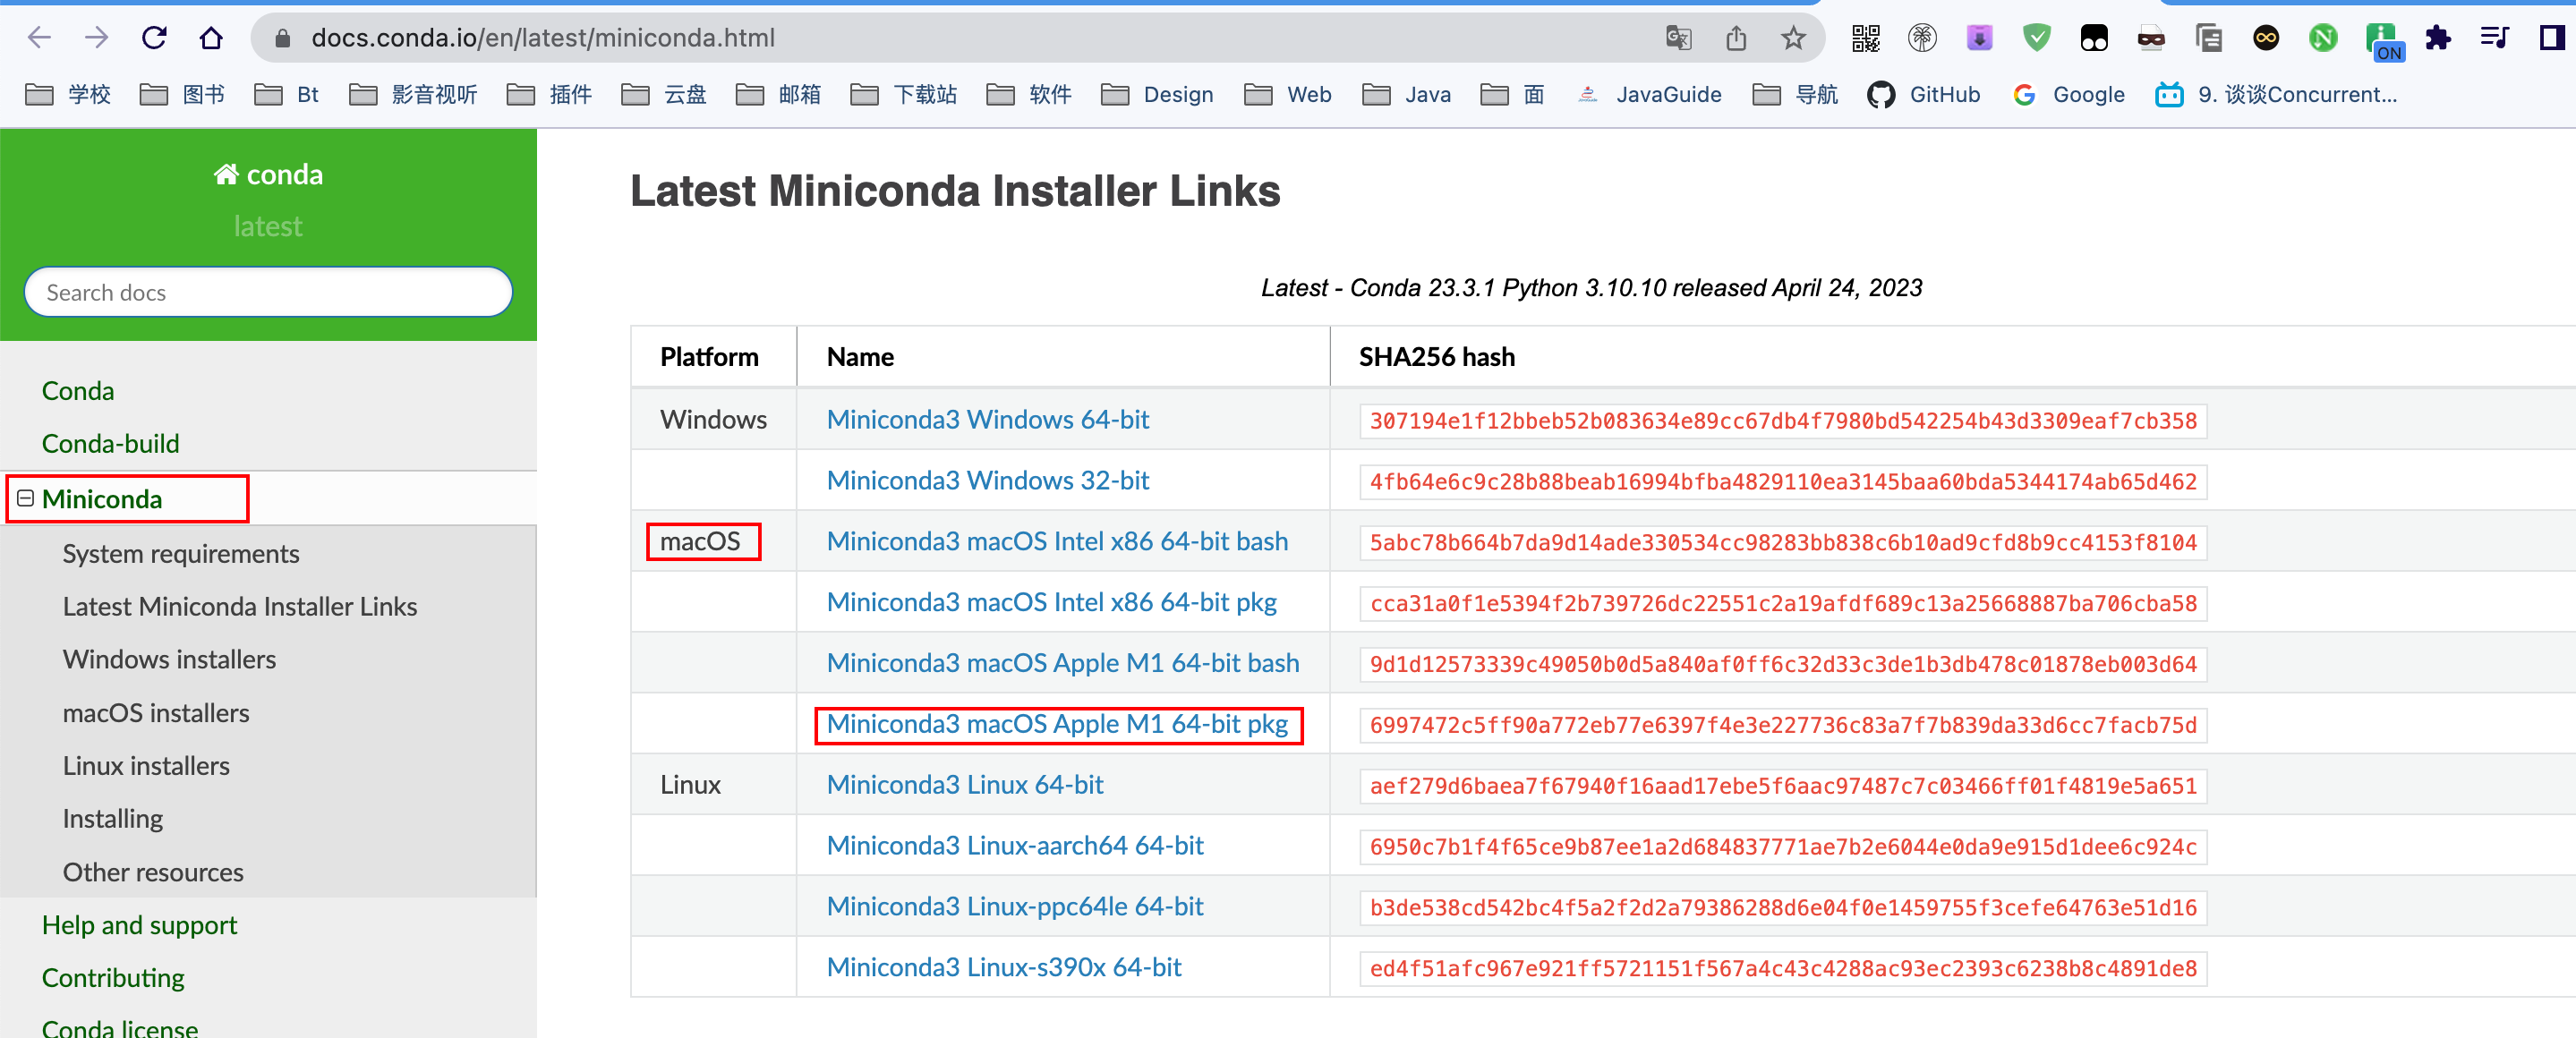 docs.conda.io/en/latest/miniconda.html
ON
学校 图书 Bt 影音视听 插件 云盘 邮箱 下载站 软件 Design Web Java 面 JavaGuide 导航 GitHub Google 9. 谈谈Concurrent...
conda
latest
Search docs
Conda
Conda-build
Miniconda
System requirements
Latest Miniconda Installer Links
Windows installers
macOS installers
Linux installers
Installing
Other resources
Help and support
Contributing
Conda license
Latest Miniconda Installer Links
Latest - Conda 23.3.1 Python 3.10.10 released April 24, 2023
Platform Name SHA256 hash
Windows Miniconda3 Windows 64-bit 307194e1f12bbeb52b083634e89cc67db4f7980bd542254b43d3309eaf7cb358
Miniconda3 Windows 32-bit 4fb64e6c9c28b88beab16994bfba4829110ea3145baa60bda5344174ab65d462
macOS Miniconda3 macOS Intel x86 64-bit bash 5abc78b664b7da9d14ade330534cc98283bb838c6b10ad9cfd8b9cc4153f8104
Miniconda3 macOS Intel x86 64-bit pkg cca31a0f1e5394f2b739726dc22551c2a19afdf689c13a25668887ba706cba58
Miniconda3 macOS Apple M1 64-bit bash 9d1d12573339c49050b0d5a840af0ff6c32d33c3de1b3db478c01878eb003d64
Miniconda3 macOS Apple M1 64-bit pkg 6997472c5ff90a772eb77e6397f4e3e227736c83a7f7b839da33d6cc7facb75d
Linux Miniconda3 Linux 64-bit aef279d6baea7f67940f16aad17ebe5f6aac97487c7c03466ff01f4819e5a651
Miniconda3 Linux-aarch64 64-bit 6950c7b1f4f65ce9b87ee1a2d684837771ae7b2e6044e0da9e915d1dee6c924c
Miniconda3 Linux-ppc64le 64-bit b3de538cd542bc4f5a2f2d2a79386288d6e04f0e1459755f3cefe64763e51d16
Miniconda3 Linux-s390x 64-bit ed4f51afc967e921ff5721151f567a4c43c4288ac93ec2393c6238b8c4891de8